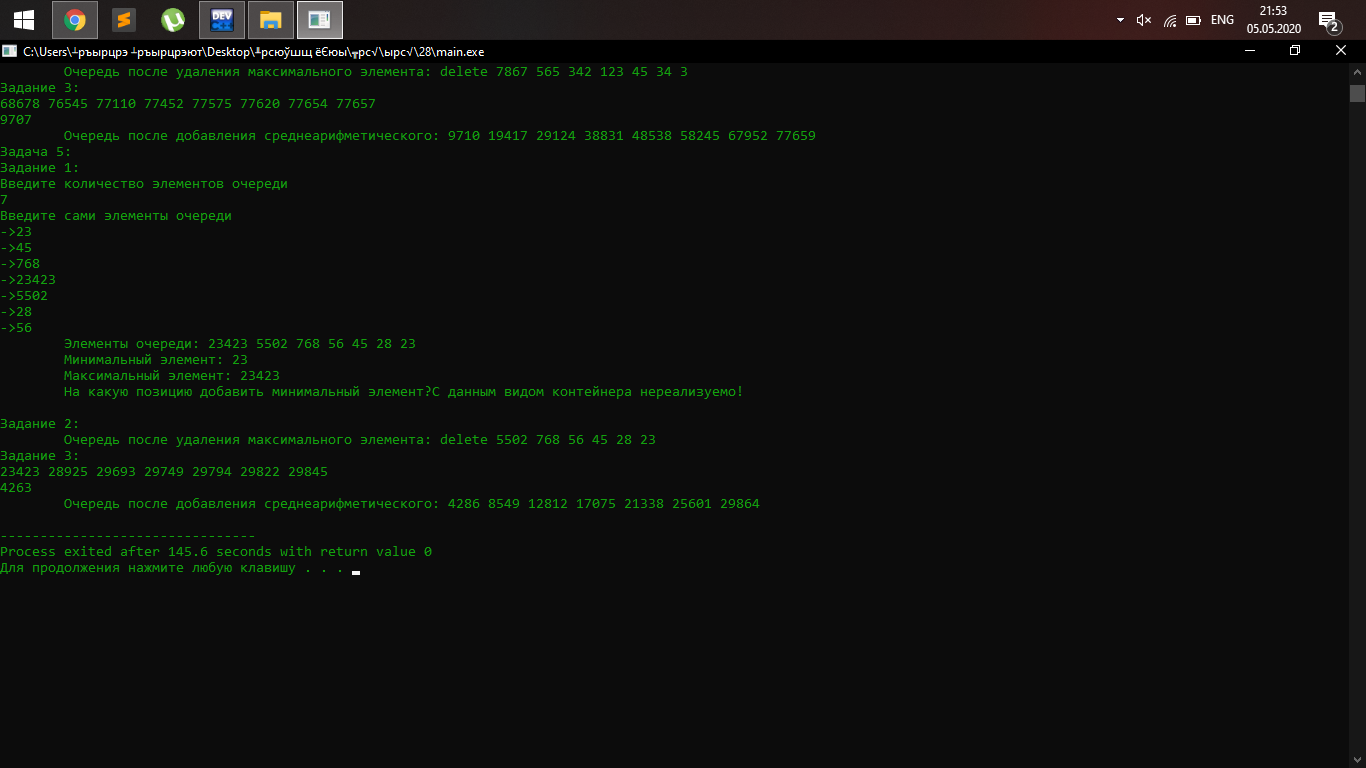 DEV
ENG
21:53
05.05.2020
2
C:\Users\┴ръырцрэ ┴ръырцрэют\Desktop\╨рсюўшщ ёЄюы\╤рс√\ырс√\28\main.exe
Очередь после удаления максимального элемента: delete 7867 565 342 123 45 34 3
Задание 3:
68678 76545 77110 77452 77575 77620 77654 77657
9707
Очередь после добавления среднеарифметического: 9710 19417 29124 38831 48538 58245 67952 77659
Задача 5:
Задание 1:
Введите количество элементов очереди
7
Введите сами элементы очереди
->23
->45
->768
->23423
->5502
->28
->56
Элементы очереди: 23423 5502 768 56 45 28 23
Минимальный элемент: 23
Максимальный элемент: 23423
На какую позицию добавить минимальный элемент?С данным видом контейнера нереализуемо!
Задание 2:
Очередь после удаления максимального элемента: delete 5502 768 56 45 28 23
Задание 3:
23423 28925 29693 29749 29794 29822 29845
4263
Очередь после добавления среднеарифметического: 4286 8549 12812 17075 21338 25601 29864
--------------------------------
Process exited after 145.6 seconds with return value 0
Для продолжения нажмите любую клавишу . . .